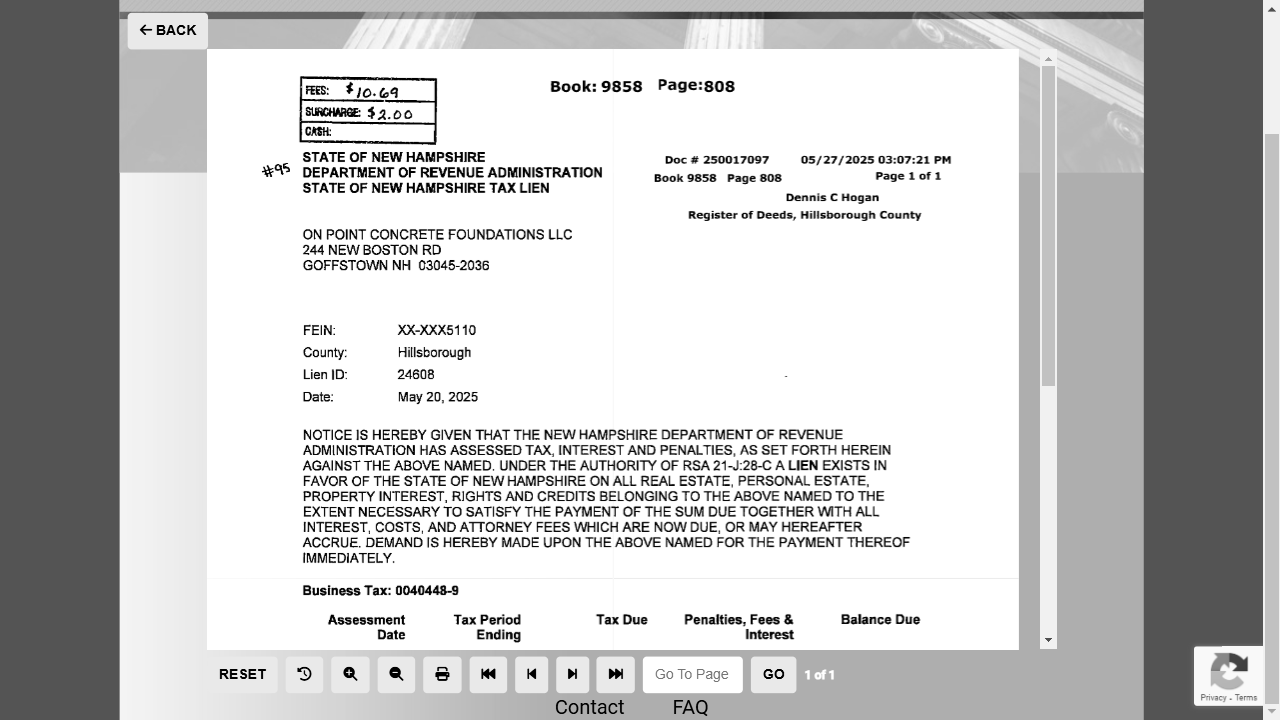 BACK
FEES: $10.69
SURCHARGE: $2.00
CASH:
Book: 9858 Page:808
#95
STATE OF NEW HAMPSHIRE
DEPARTMENT OF REVENUE ADMINISTRATION
STATE OF NEW HAMPSHIRE TAX LIEN
Doc # 250017097 05/27/2025 03:07:21 PM
Book 9858 Page 808 Page 1 of 1
Dennis C Hogan
Register of Deeds, Hillsborough County
ON POINT CONCRETE FOUNDATIONS LLC
244 NEW BOSTON RD
GOFFSTOWN NH 03045-2036
FEIN: XX-XXX5110
County: Hillsborough
Lien ID: 24608
Date: May 20, 2025
NOTICE IS HEREBY GIVEN THAT THE NEW HAMPSHIRE DEPARTMENT OF REVENUE
ADMINISTRATION HAS ASSESSED TAX, INTEREST AND PENALTIES, AS SET FORTH HEREIN
AGAINST THE ABOVE NAMED. UNDER THE AUTHORITY OF RSA 21-J:28-C A LIEN EXISTS IN
FAVOR OF THE STATE OF NEW HAMPSHIRE ON ALL REAL ESTATE, PERSONAL ESTATE,
PROPERTY INTEREST, RIGHTS AND CREDITS BELONGING TO THE ABOVE NAMED TO THE
EXTENT NECESSARY TO SATISFY THE PAYMENT OF THE SUM DUE TOGETHER WITH ALL
INTEREST, COSTS, AND ATTORNEY FEES WHICH ARE NOW DUE, OR MAY HEREAFTER
ACCRUE. DEMAND IS HEREBY MADE UPON THE ABOVE NAMED FOR THE PAYMENT THEREOF
IMMEDIATELY.
Business Tax: 0040448-9
Assessment Tax Period Tax Due Penalties, Fees & Balance Due
Date Ending Interest
RESET Go To Page GO 1 of 1
Privacy - Terms
Contact FAQ